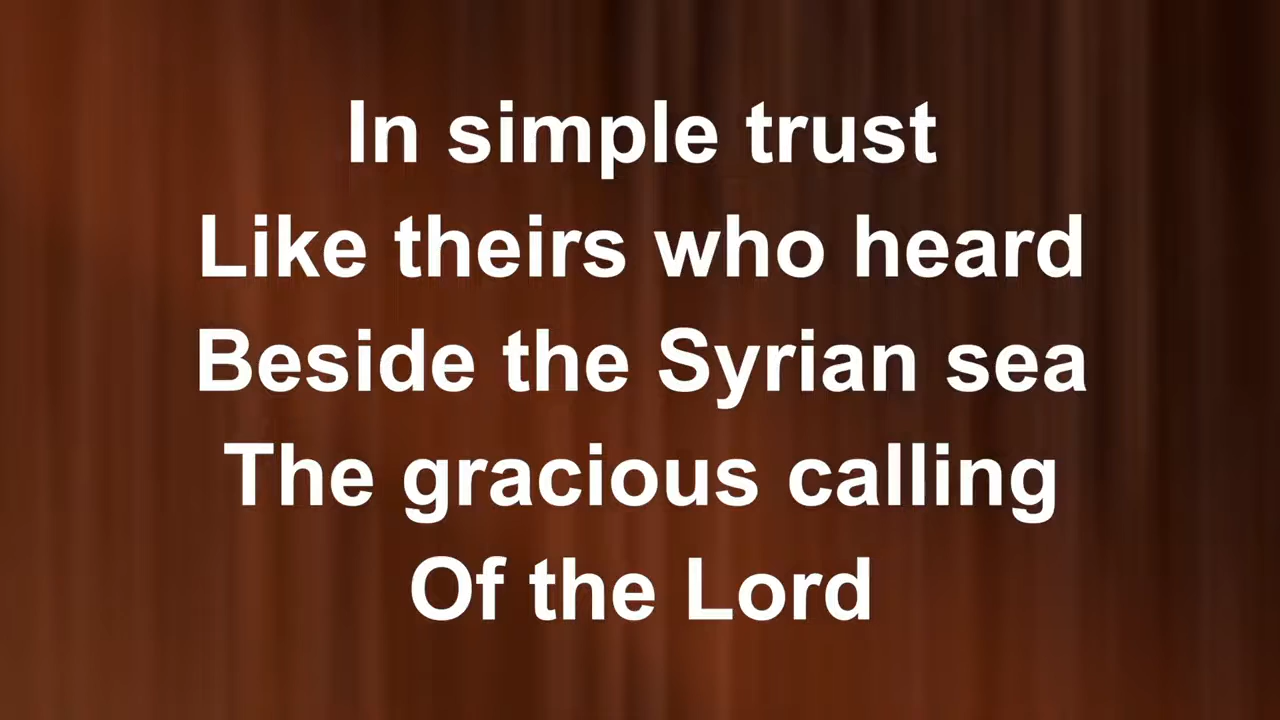 In simple trust
Like theirs who heard
Beside the Syrian sea
The gracious calling
Of the Lord